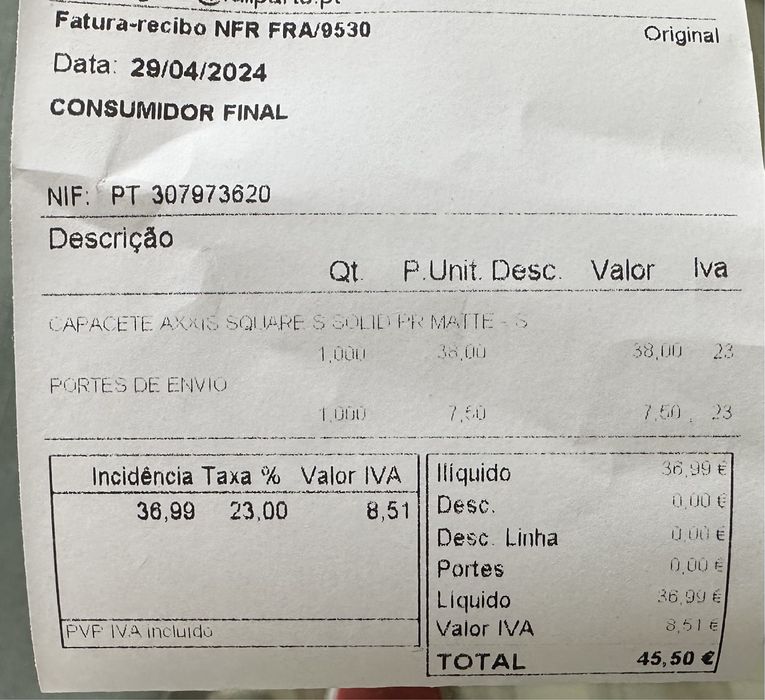 Fatura-recibo NFR FRA/9530
Original
Data: 29/04/2024
CONSUMIDOR FINAL
NIF: PT 307973620
Descrição
Qt. P.Unit. Desc. Valor Iva
CAPACETE AXXIS SQUARE S SOLID PR MATTE - S
1,000 38,00 38,00 23
PORTES DE ENVIO
1,000 7,50 7,50 23
Incidência Taxa % Valor IVA
36,99 23,00 8,51
PVP IVA incluido
Ilíquido 36,99 €
Desc. 0,00 €
Desc. Linha 0,00 €
Portes 0,00 €
Líquido 36,99 €
Valor IVA 8,51 €
TOTAL 45,50 €